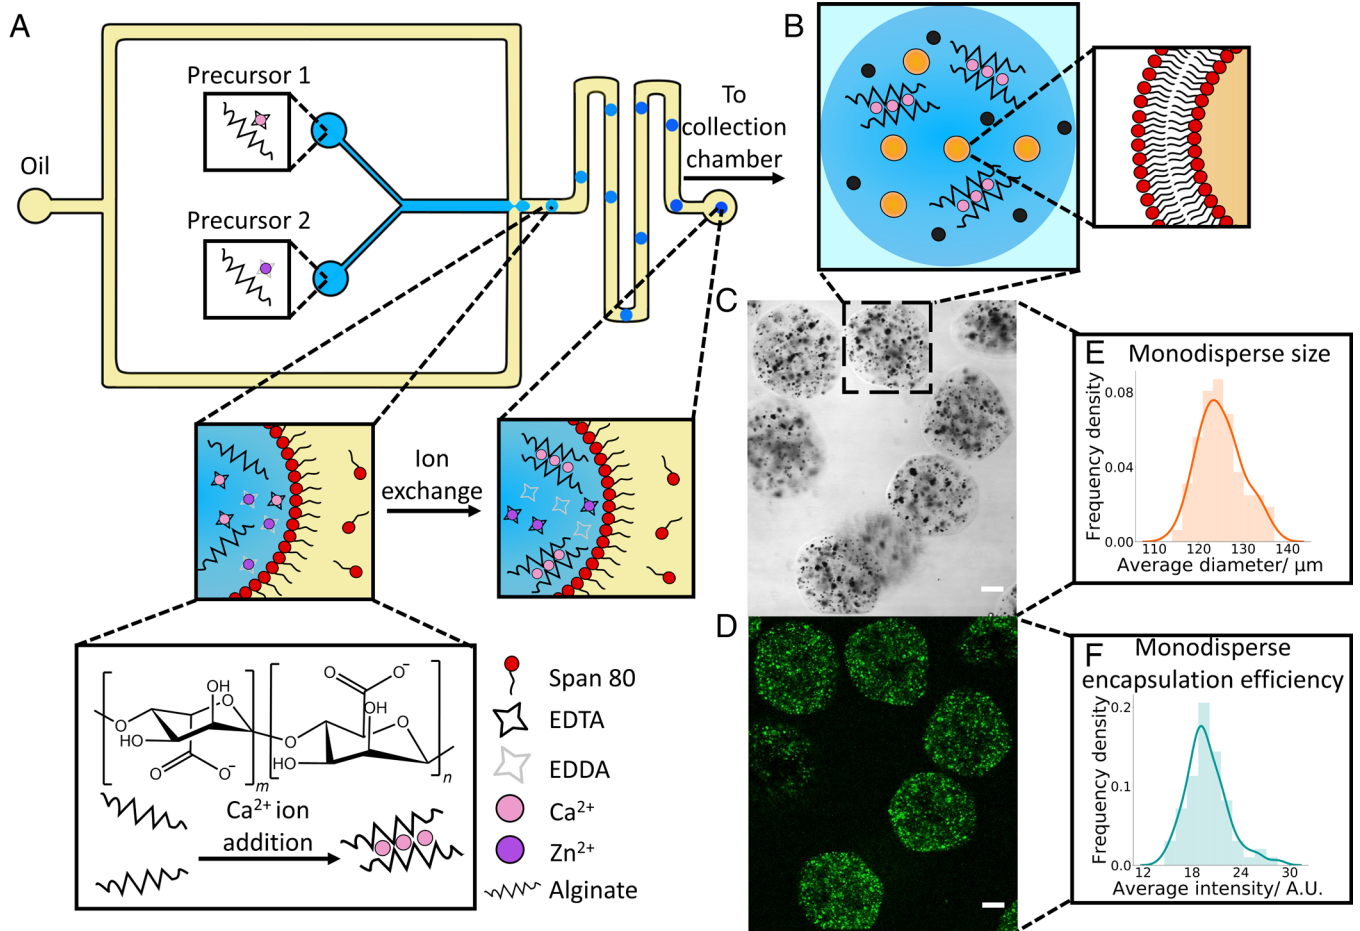 A
Precursor 1
Oil
Precursor 2
To
collection
chamber
Ion
exchange
O
OH
O
HO
O
O⁻
m
O
O
O⁻
OH
O
HO
n
Ca²⁺ ion
addition
Span 80
EDTA
EDDA
Ca²⁺
Zn²⁺
Alginate
B
C
D
E
Monodisperse size
Frequency density
0.08
0.04
0.00
110 120 130 140
Average diameter/ μm
F
Monodisperse
encapsulation efficiency
Frequency density
0.2
0.1
0.0
12 18 24 30
Average intensity/ A.U.